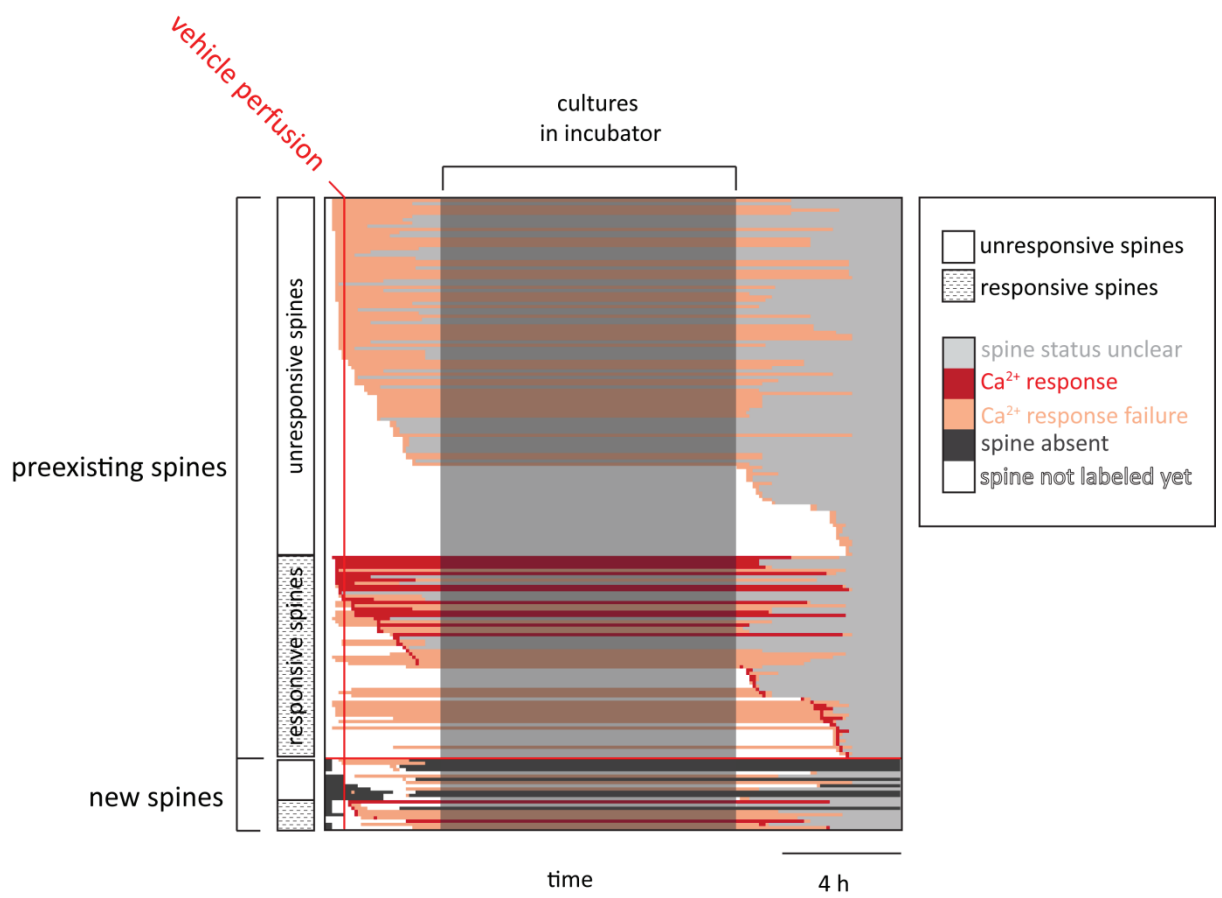 vehicle perfusion
cultures
in incubator
unresponsive spines
responsive spines
preexisting spines
new spines
unresponsive spines
responsive spines
spine status unclear
Ca²⁺ response
Ca²⁺ response failure
spine absent
spine not labeled yet
time
4 h